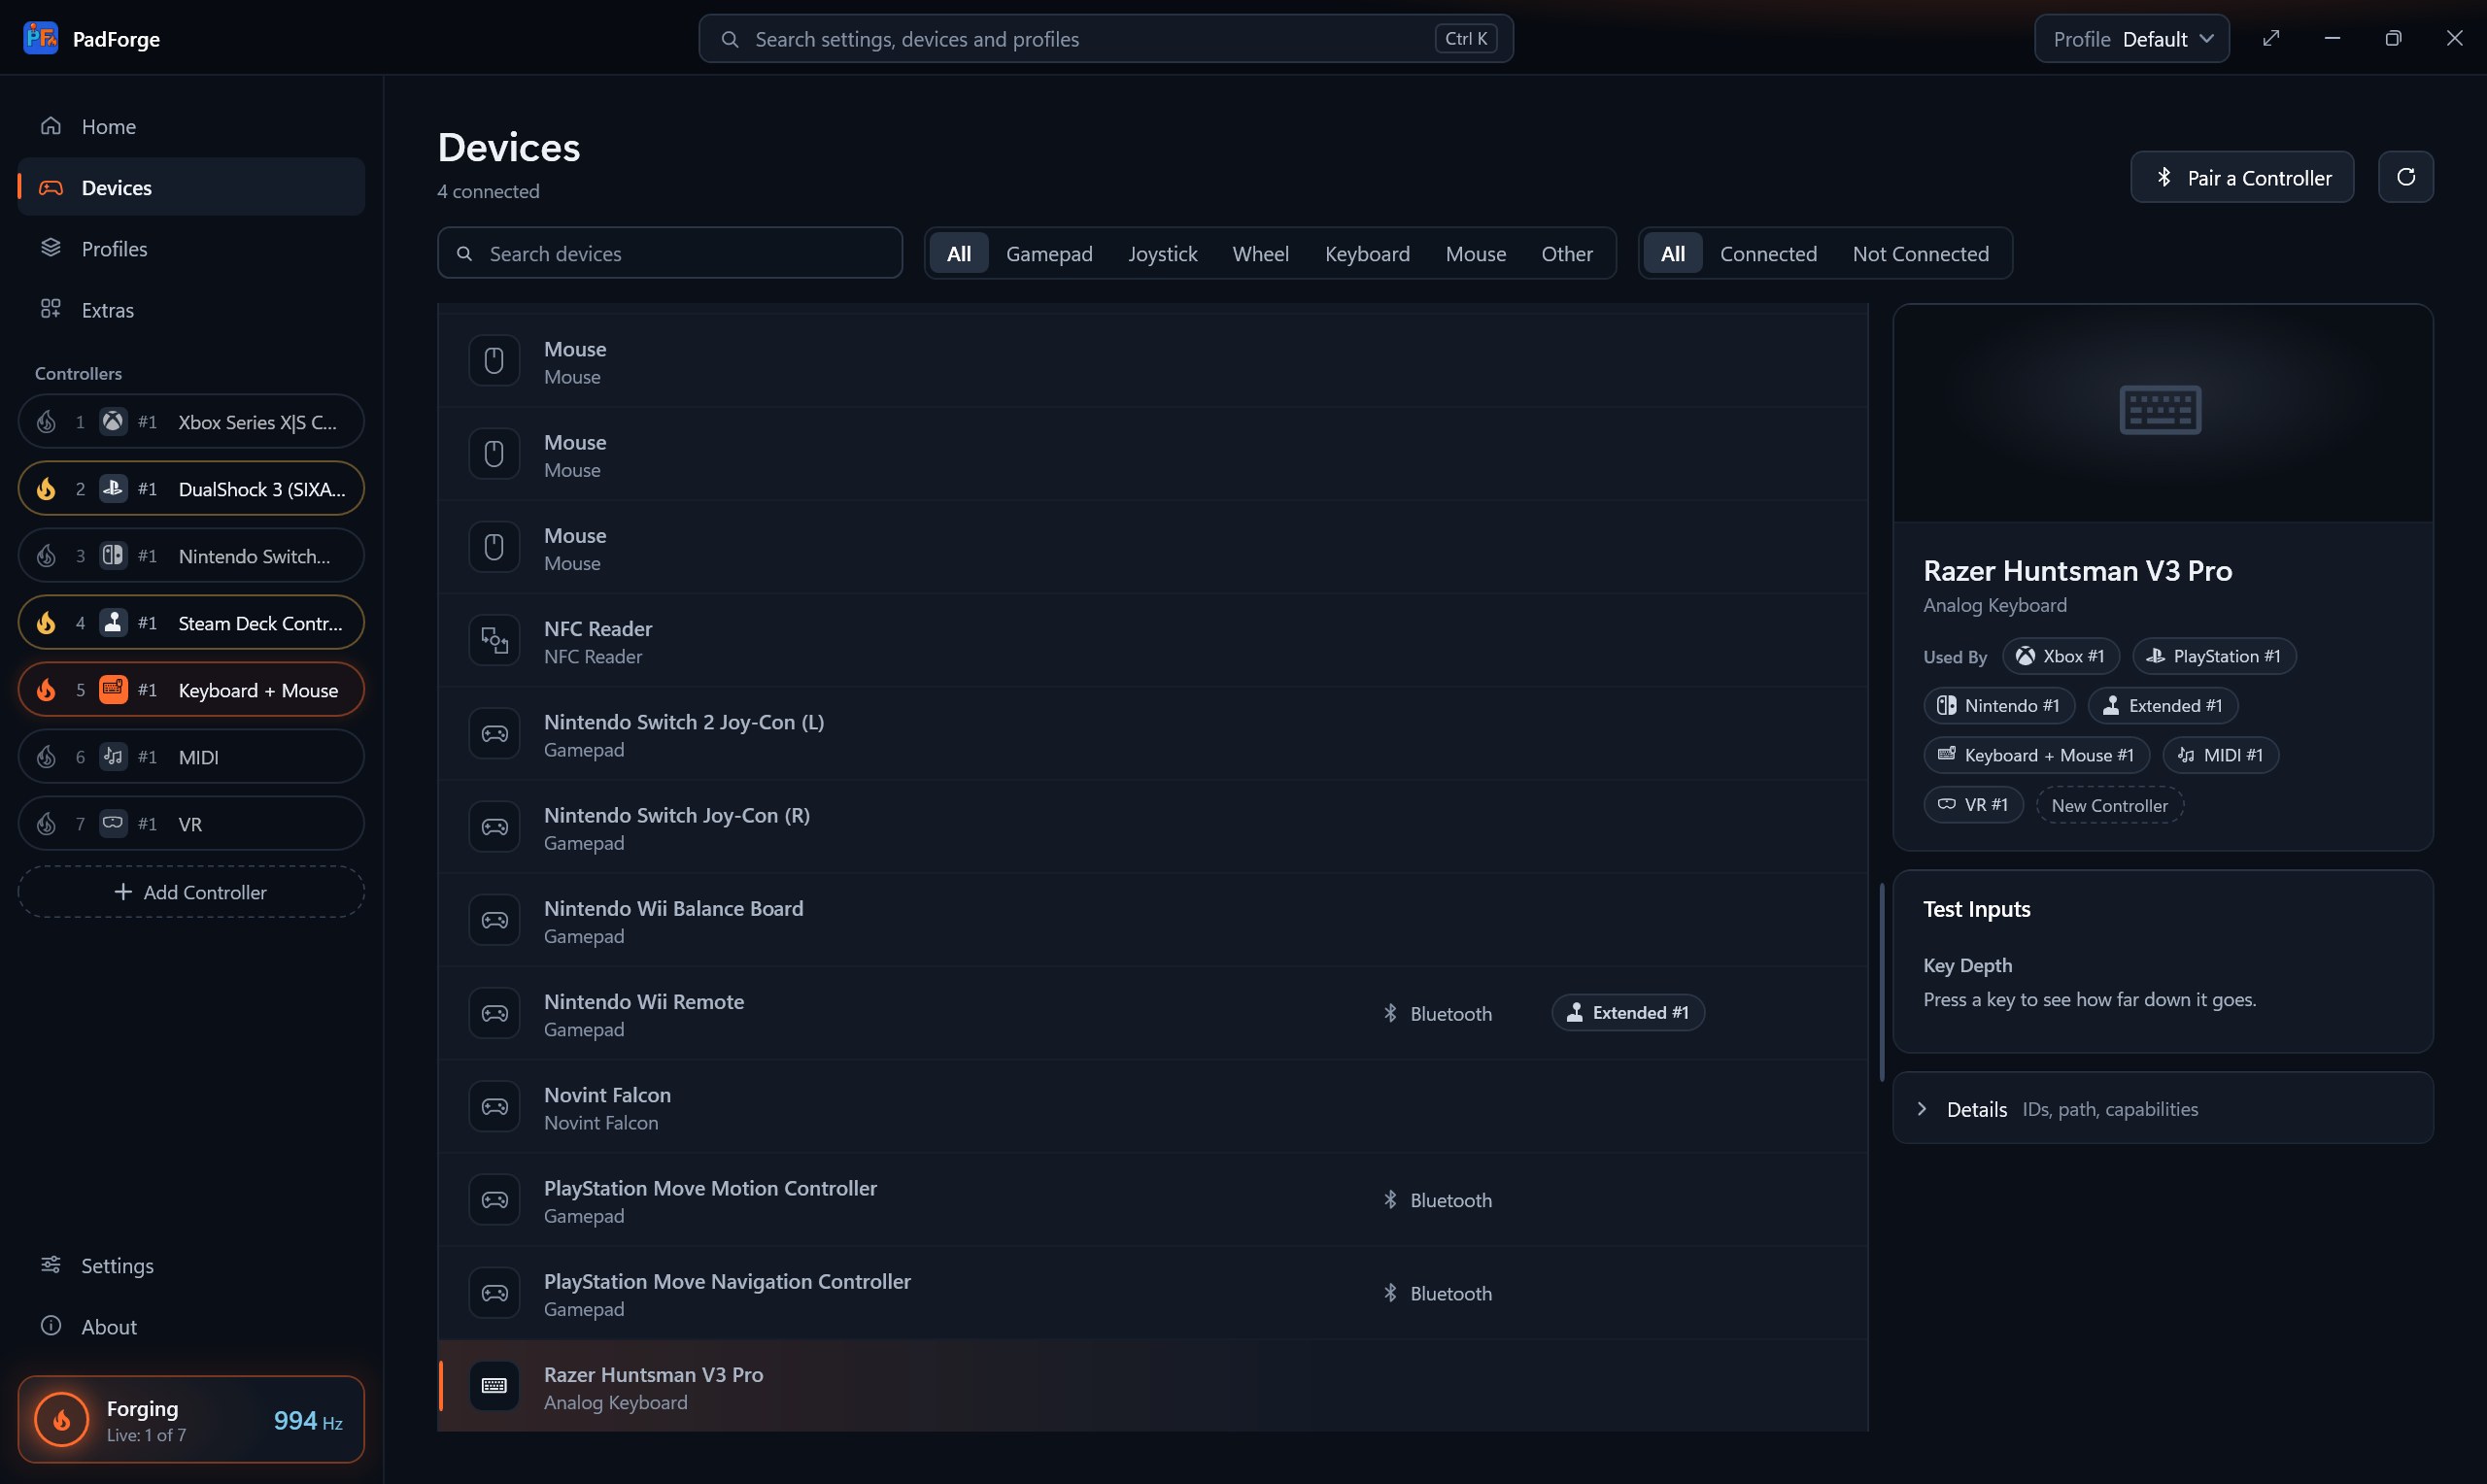 PadForge
Search settings, devices and profiles
Ctrl K
Profile Default
Home
Devices
Profiles
Extras
Controllers
1 #1 Xbox Series X|S C...
2 #1 DualShock 3 (SIXA...
3 #1 Nintendo Switch...
4 #1 Steam Deck Contr...
5 #1 Keyboard + Mouse
6 #1 MIDI
7 #1 VR
Add Controller
Settings
About
Forging
Live: 1 of 7
994 Hz
Devices
4 connected
Pair a Controller
Search devices
All Gamepad Joystick Wheel Keyboard Mouse Other
All Connected Not Connected
Mouse
Mouse
Mouse
Mouse
Mouse
Mouse
NFC Reader
NFC Reader
Nintendo Switch 2 Joy-Con (L)
Gamepad
Nintendo Switch Joy-Con (R)
Gamepad
Nintendo Wii Balance Board
Gamepad
Nintendo Wii Remote
Gamepad
Bluetooth
Extended #1
Novint Falcon
Novint Falcon
PlayStation Move Motion Controller
Gamepad
Bluetooth
PlayStation Move Navigation Controller
Gamepad
Bluetooth
Razer Huntsman V3 Pro
Analog Keyboard
Razer Huntsman V3 Pro
Analog Keyboard
Used By Xbox #1 PlayStation #1
Nintendo #1 Extended #1
Keyboard + Mouse #1 MIDI #1
VR #1 New Controller
Test Inputs
Key Depth
Press a key to see how far down it goes.
Details IDs, path, capabilities